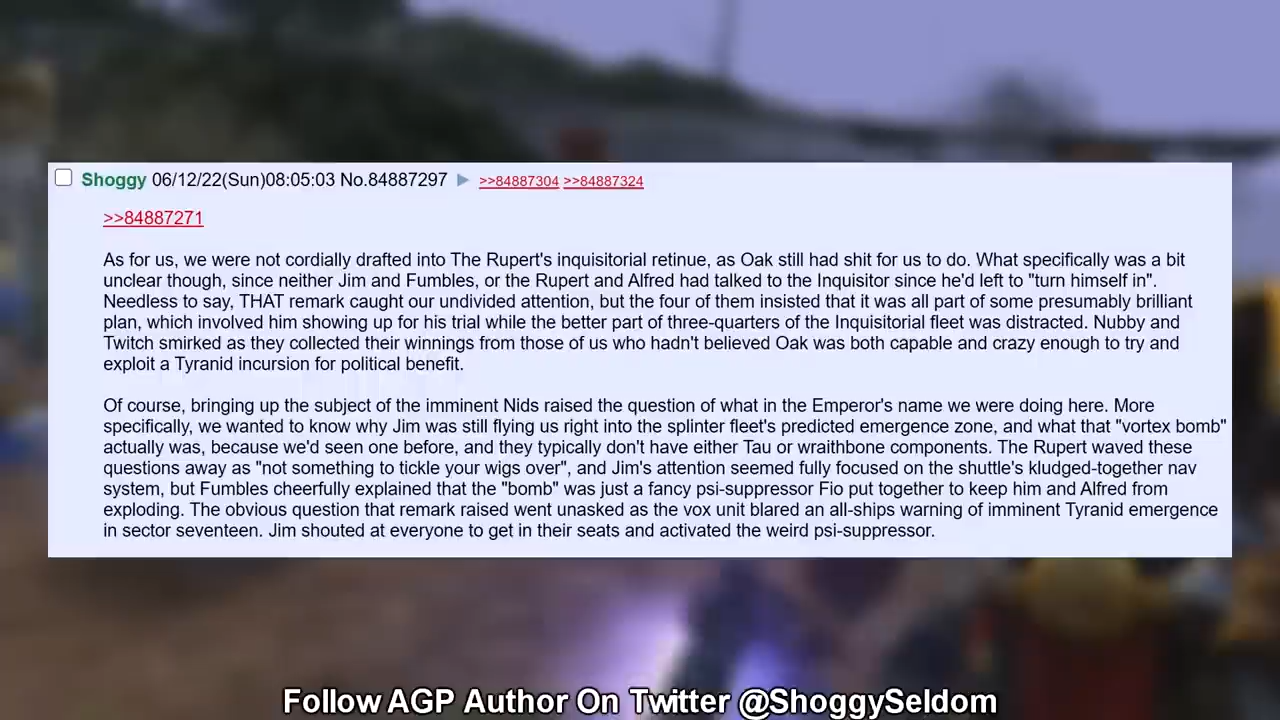 Shoggy 06/12/22(Sun)08:05:03 No.84887297 ▶ >>84887304 >>84887324
>>84887271
As for us, we were not cordially drafted into The Rupert's inquisitorial retinue, as Oak still had shit for us to do. What specifically was a bit
unclear though, since neither Jim and Fumbles, or the Rupert and Alfred had talked to the Inquisitor since he'd left to "turn himself in".
Needless to say, THAT remark caught our undivided attention, but the four of them insisted that it was all part of some presumably brilliant
plan, which involved him showing up for his trial while the better part of three-quarters of the Inquisitorial fleet was distracted. Nubby and
Twitch smirked as they collected their winnings from those of us who hadn't believed Oak was both capable and crazy enough to try and
exploit a Tyranid incursion for political benefit.
Of course, bringing up the subject of the imminent Nids raised the question of what in the Emperor's name we were doing here. More
specifically, we wanted to know why Jim was still flying us right into the splinter fleet's predicted emergence zone, and what that "vortex bomb"
actually was, because we'd seen one before, and they typically don't have either Tau or wraithbone components. The Rupert waved these
questions away as "not something to tickle your wigs over", and Jim's attention seemed fully focused on the shuttle's kludged-together nav
system, but Fumbles cheerfully explained that the "bomb" was just a fancy psi-suppressor Fio put together to keep him and Alfred from
exploding. The obvious question that remark raised went unasked as the vox unit blared an all-ships warning of imminent Tyranid emergence
in sector seventeen. Jim shouted at everyone to get in their seats and activated the weird psi-suppressor.
Follow AGP Author On Twitter @ShoggySeldom